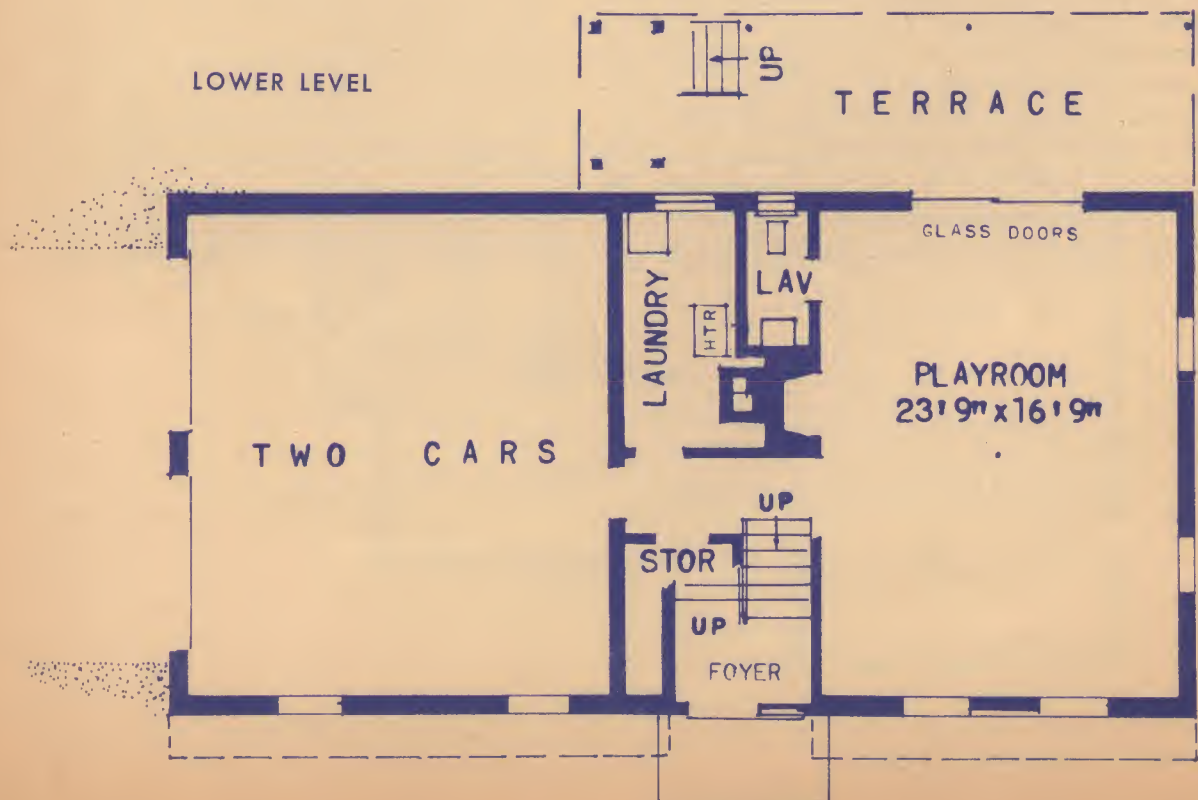 LOWER LEVEL
UP
TERRACE
GLASS DOORS
LAUNDRY
HTR
LAV
PLAYROOM
23'9" x 16'9"
TWO CARS
UP
STOR
UP
FOYER